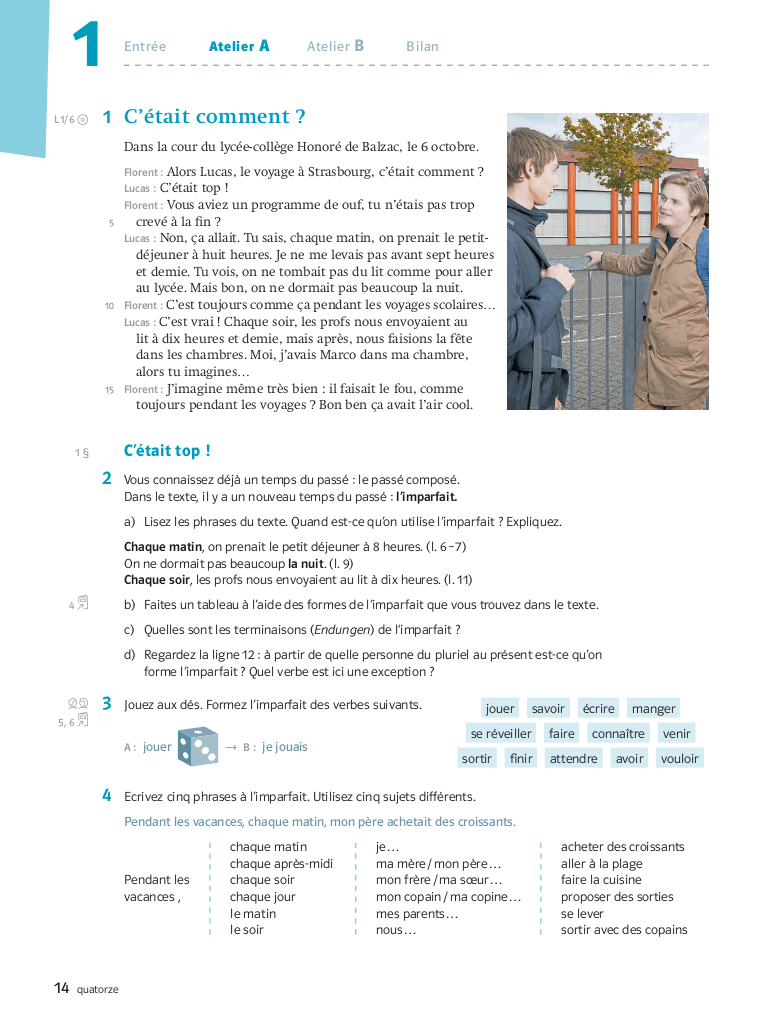 1
Entrée Atelier A Atelier B Bilan
L1/6 1 C'était comment ?
Dans la cour du lycée-collège Honoré de Balzac, le 6 octobre.
Florent : Alors Lucas, le voyage à Strasbourg, c'était comment ?
Lucas : C'était top !
Florent : Vous aviez un programme de ouf, tu n'étais pas trop
5 crevé à la fin ?
Lucas : Non, ça allait. Tu sais, chaque matin, on prenait le petit-
déjeuner à huit heures. Je ne me levais pas avant sept heures
et demie. Tu vois, on ne tombait pas du lit comme pour aller
au lycée. Mais bon, on ne dormait pas beaucoup la nuit.
10 Florent : C'est toujours comme ça pendant les voyages scolaires…
Lucas : C'est vrai ! Chaque soir, les profs nous envoyaient au
lit à dix heures et demie, mais après, nous faisions la fête
dans les chambres. Moi, j'avais Marco dans ma chambre,
alors tu imagines…
15 Florent : J'imagine même très bien : il faisait le fou, comme
toujours pendant les voyages ? Bon ben ça avait l'air cool.
1 § C'était top !
2 Vous connaissez déjà un temps du passé : le passé composé.
Dans le texte, il y a un nouveau temps du passé : l'imparfait.
a) Lisez les phrases du texte. Quand est-ce qu'on utilise l'imparfait ? Expliquez.
Chaque matin, on prenait le petit déjeuner à 8 heures. (l. 6–7)
On ne dormait pas beaucoup la nuit. (l. 9)
Chaque soir, les profs nous envoyaient au lit à dix heures. (l. 11)
4 b) Faites un tableau à l'aide des formes de l'imparfait que vous trouvez dans le texte.
c) Quelles sont les terminaisons (Endungen) de l'imparfait ?
d) Regardez la ligne 12 : à partir de quelle personne du pluriel au présent est-ce qu'on
forme l'imparfait ? Quel verbe est ici une exception ?
3 Jouez aux dés. Formez l'imparfait des verbes suivants.
5, 6
A : jouer → B : je jouais
jouer savoir écrire manger
se réveiller faire connaître venir
sortir finir attendre avoir vouloir
4 Ecrivez cinq phrases à l'imparfait. Utilisez cinq sujets différents.
Pendant les vacances, chaque matin, mon père achetait des croissants.
chaque matin je… acheter des croissants
chaque après-midi ma mère / mon père… aller à la plage
Pendant les chaque soir mon frère / ma sœur… faire la cuisine
vacances , chaque jour mon copain / ma copine… proposer des sorties
le matin mes parents… se lever
le soir nous… sortir avec des copains
14 quatorze